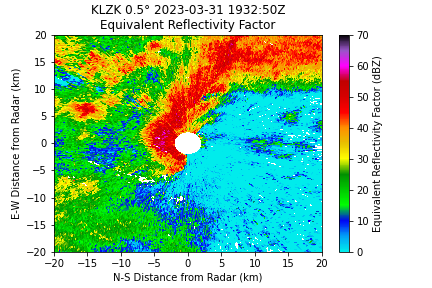 KLZK 0.5° 2023-03-31 1932:50Z
Equivalent Reflectivity Factor
20
15
10
5
0
−5
−10
−15
−20
E-W Distance from Radar (km)
−20 −15 −10 −5 0 5 10 15 20
N-S Distance from Radar (km)
70
60
50
40
30
20
10
0
Equivalent Reflectivity Factor (dBZ)